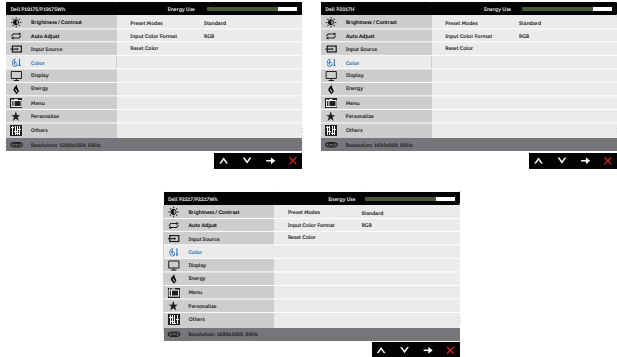 Dell P1917S/P1917SWh
Energy Use
Brightness / Contrast
Preset Modes
Standard
Auto Adjust
Input Color Format
RGB
Input Source
Reset Color
Color
Display
Energy
Menu
Personalize
Others
Resolution: 1280x1024, 60Hz
Dell P2017H
Energy Use
Brightness / Contrast
Preset Modes
Standard
Auto Adjust
Input Color Format
RGB
Input Source
Reset Color
Color
Display
Energy
Menu
Personalize
Others
Resolution: 1600x900, 60Hz
Dell P2217/P2217Wh
Energy Use
Brightness / Contrast
Preset Modes
Standard
Auto Adjust
Input Color Format
RGB
Input Source
Reset Color
Color
Display
Energy
Menu
Personalize
Others
Resolution: 1680x1050, 60Hz